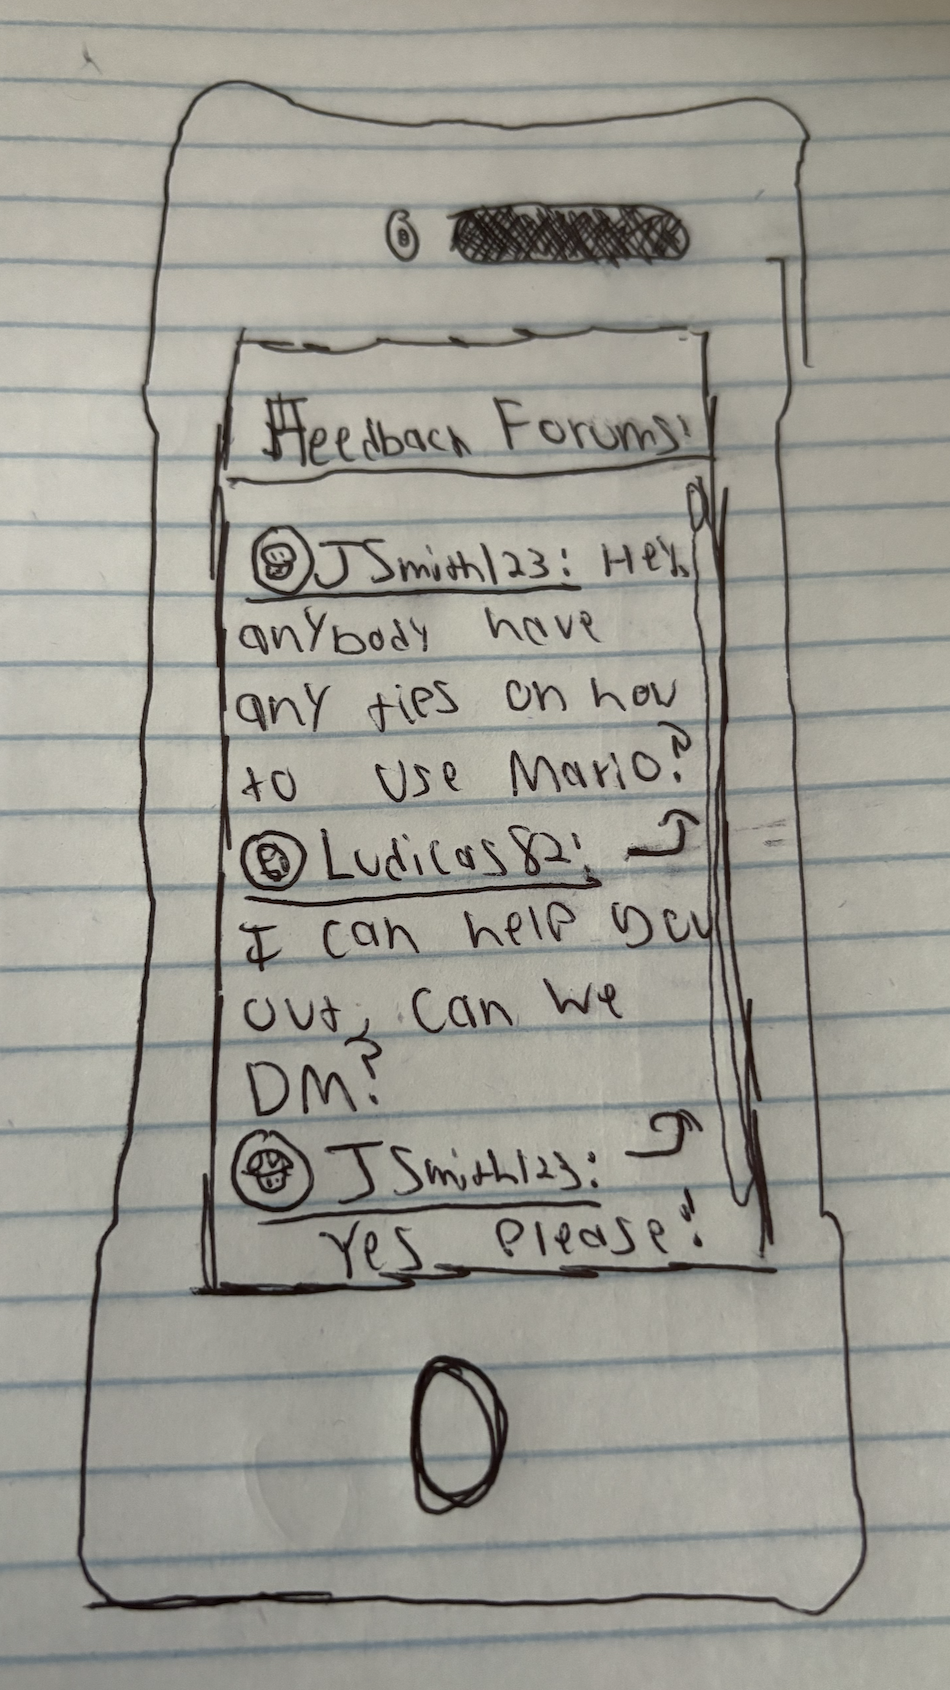 Feedback Forums!
JSmith123: Hey,
anybody have
any ties on how
to use Mario?
Ludicas82:
I can help you
out, can we
DM?
JSmith123:
Yes please!